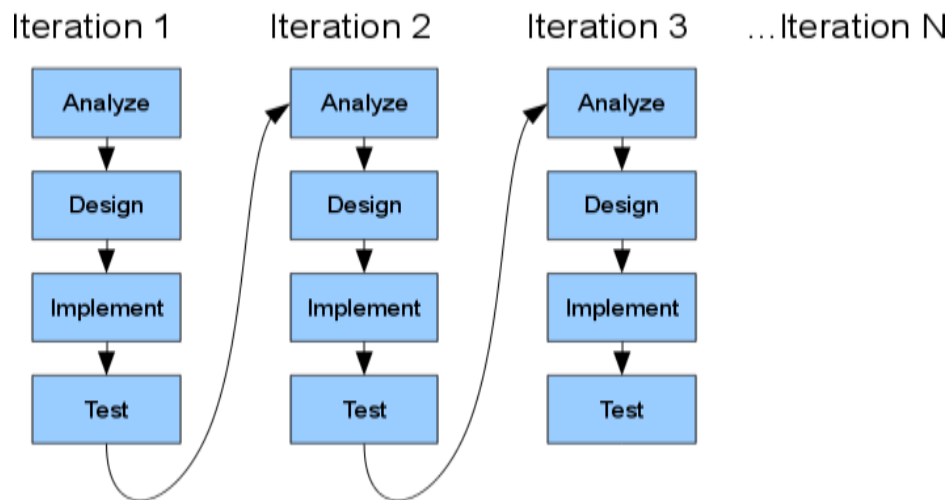 Iteration 1
Iteration 2
Iteration 3
...Iteration N
Analyze
Design
Implement
Test
Analyze
Design
Implement
Test
Analyze
Design
Implement
Test